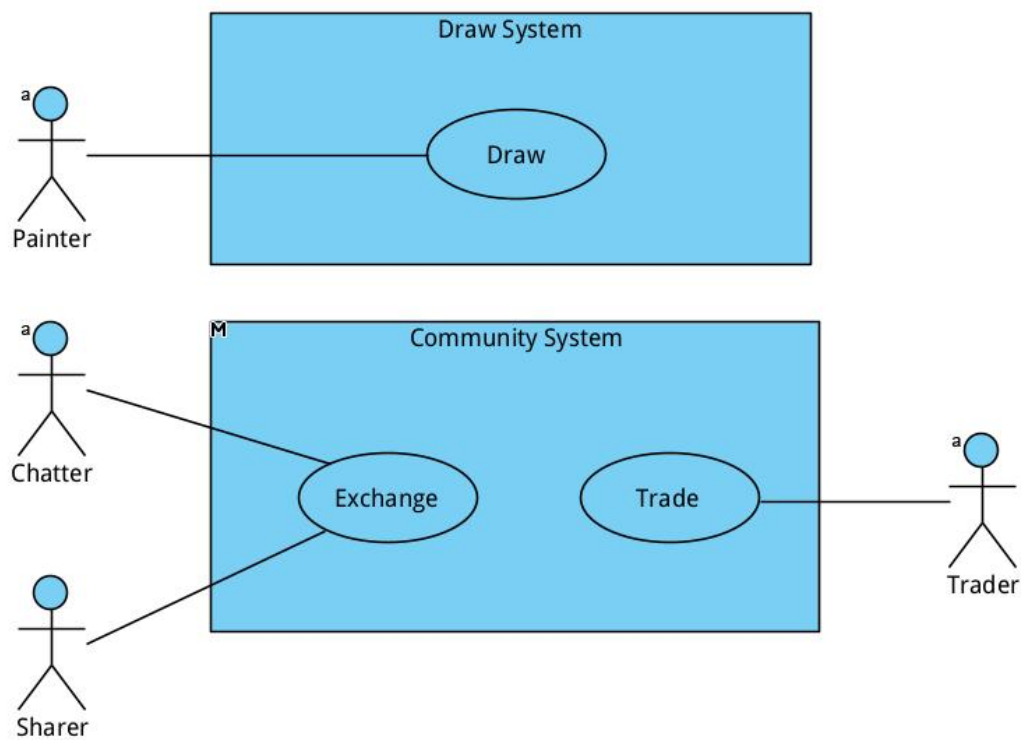 Draw System
a
Draw
Painter
a
M
Community System
Chatter
Exchange
Trade
a
Trader
Sharer